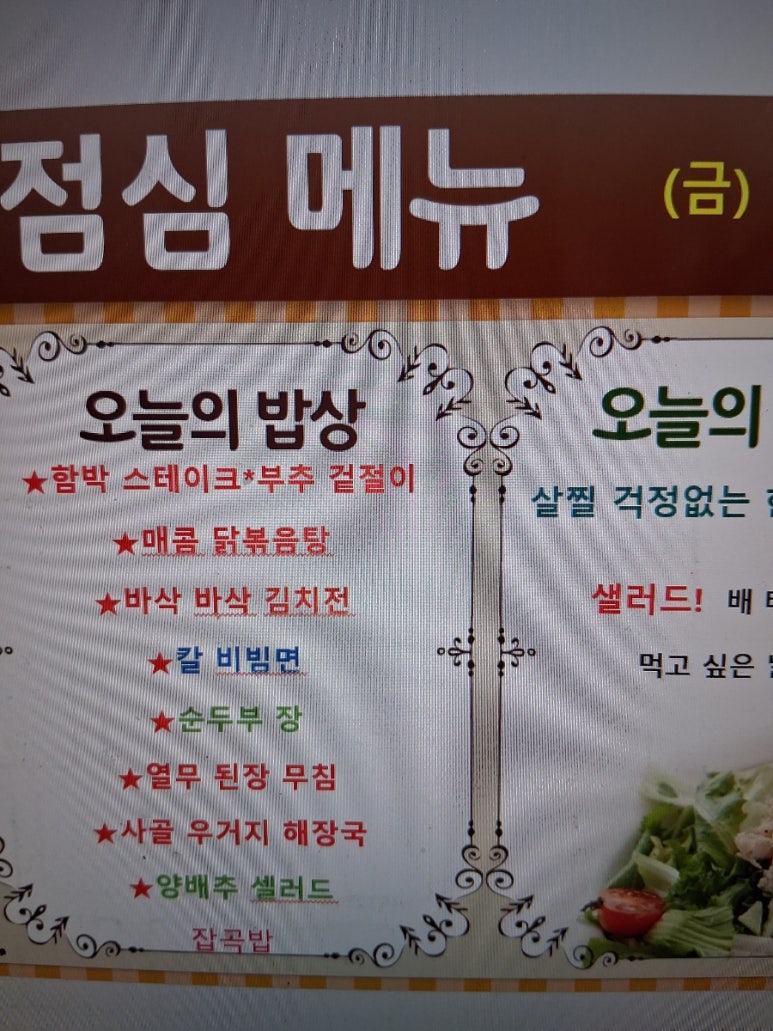 점심 메뉴 (금)
오늘의 밥상
★함박 스테이크*부추 겉절이
★매콤 닭볶음탕
★바삭 바삭 김치전
★칼 비빔면
★순두부 장
★열무 된장 무침
★사골 우거지 해장국
★양배추 셀러드
잡곡밥
오늘의
살찔 걱정없는
샐러드! 배
먹고 싶은